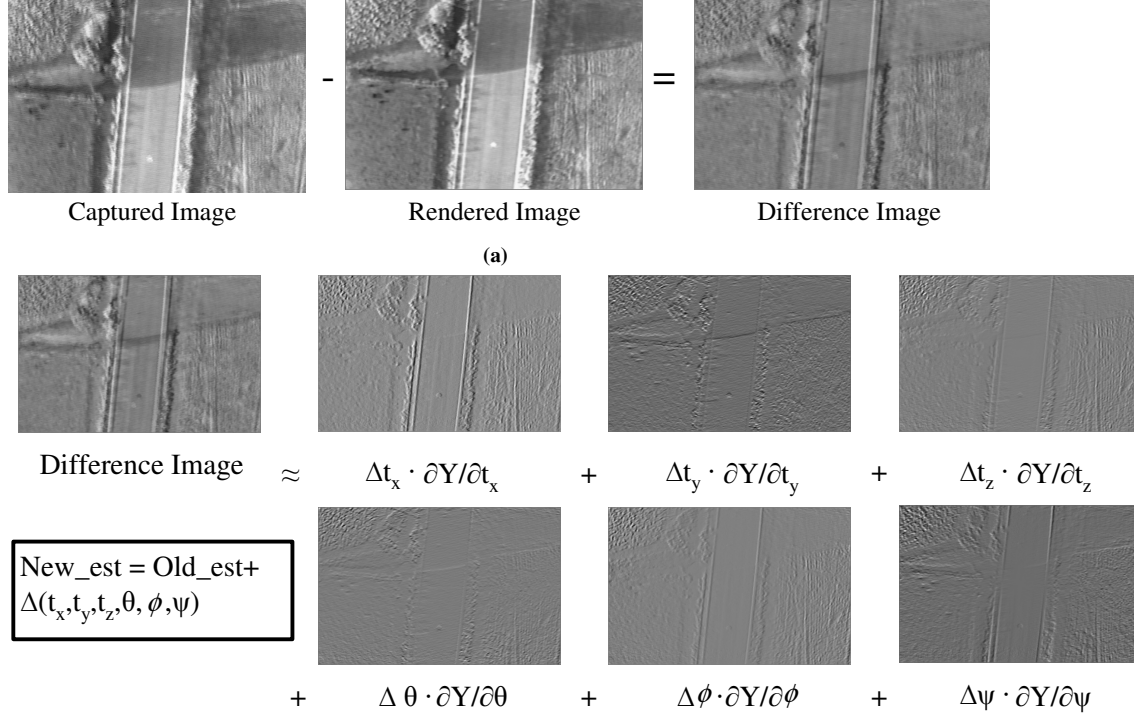 - =
Captured Image Rendered Image Difference Image
(a)
Difference Image ≈ Δt_x · ∂Y/∂t_x + Δt_y · ∂Y/∂t_y + Δt_z · ∂Y/∂t_z
New_est = Old_est+
Δ(t_x,t_y,t_z,θ,ϕ,ψ)
+ Δ θ · ∂Y/∂θ + Δϕ·∂Y/∂ϕ + Δψ · ∂Y/∂ψ